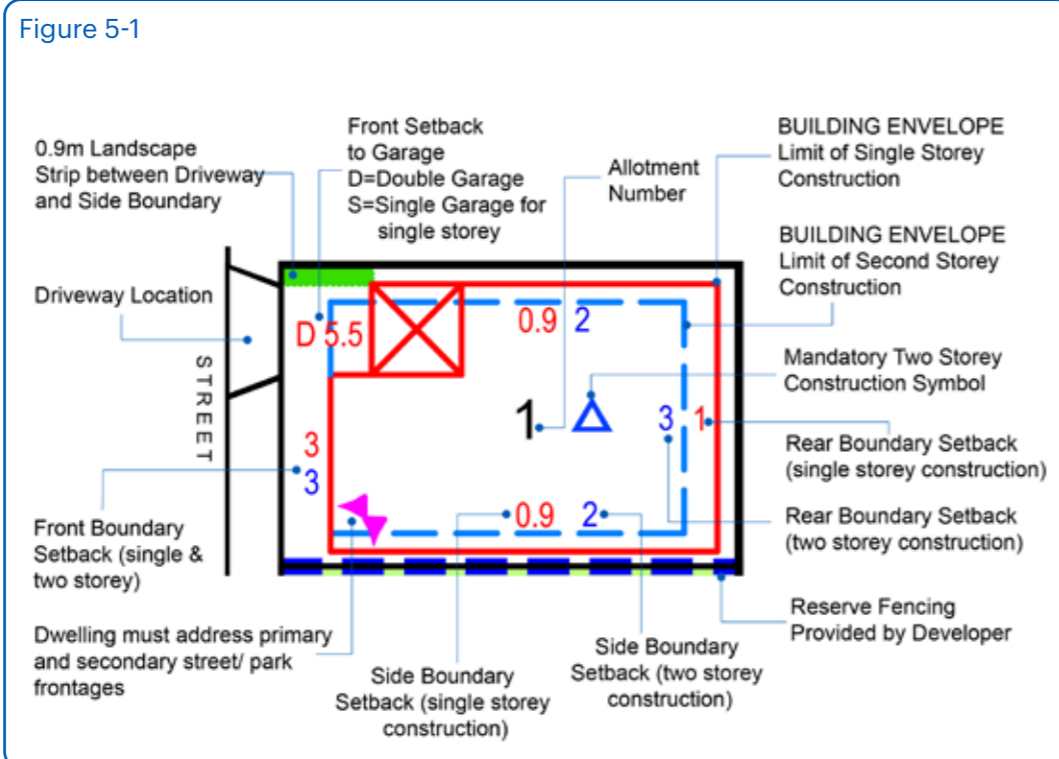 Figure 5-1
0.9m Landscape
Strip between Driveway
and Side Boundary
Front Setback
to Garage
D=Double Garage
S=Single Garage for
single storey
Allotment
Number
BUILDING ENVELOPE
Limit of Single Storey
Construction
BUILDING ENVELOPE
Limit of Second Storey
Construction
Driveway Location
STREET
D 5.5
0.9 2
1
3 1
3
3
0.9 2
Mandatory Two Storey
Construction Symbol
Rear Boundary Setback
(single storey construction)
Rear Boundary Setback
(two storey construction)
Front Boundary
Setback (single &
two storey)
Reserve Fencing
Provided by Developer
Dwelling must address primary
and secondary street/ park
frontages
Side Boundary
Setback (single storey
construction)
Side Boundary
Setback (two storey
construction)